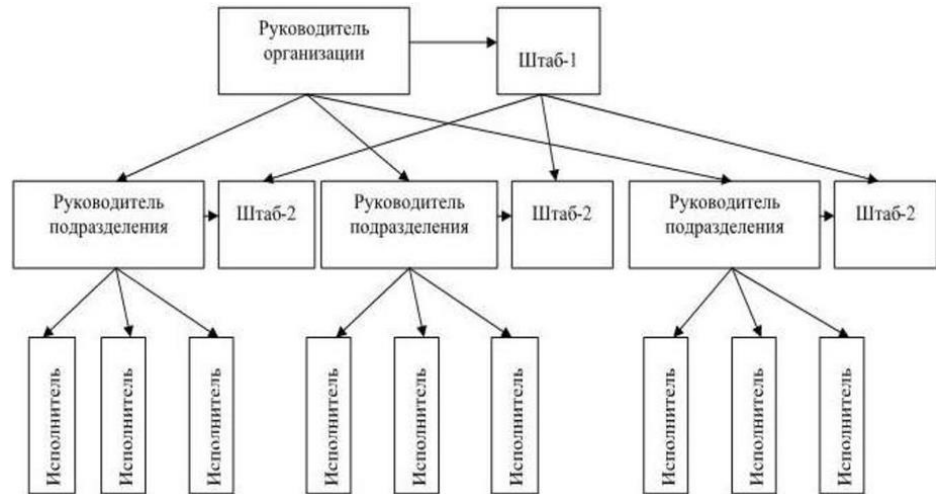 Руководитель
организации
Штаб-1
Руководитель
подразделения
Штаб-2
Руководитель
подразделения
Штаб-2
Руководитель
подразделения
Штаб-2
Исполнитель
Исполнитель
Исполнитель
Исполнитель
Исполнитель
Исполнитель
Исполнитель
Исполнитель
Исполнитель